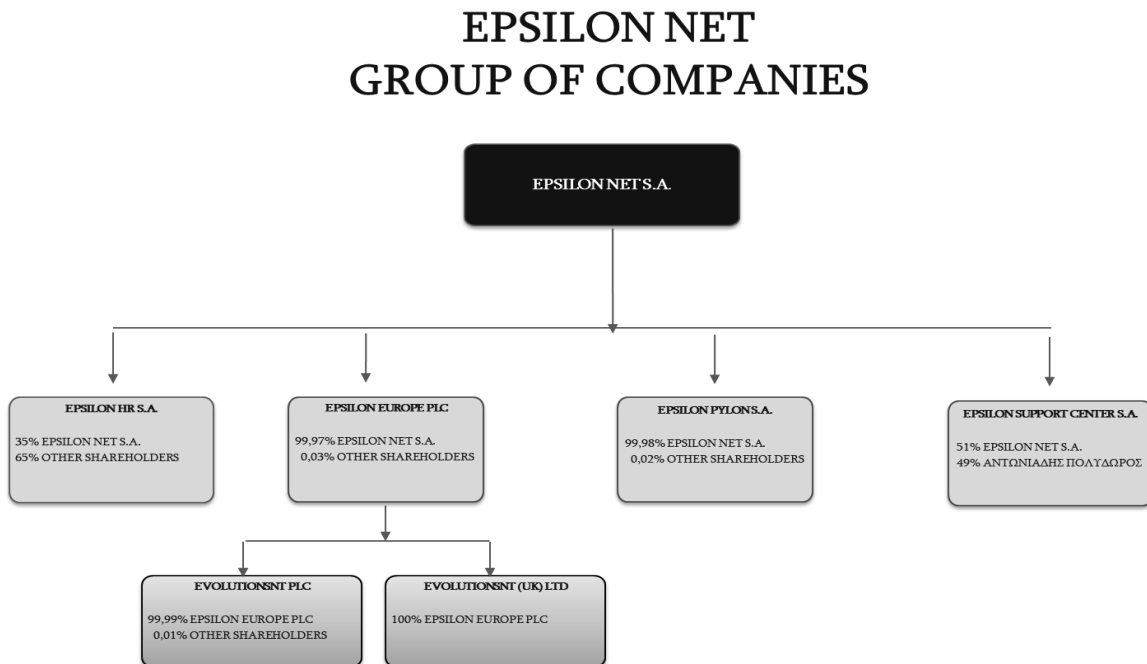 EPSILON NET
GROUP OF COMPANIES
EPSILON NET S.A.
EPSILON HR S.A.
35% EPSILON NET S.A.
65% OTHER SHAREHOLDERS
EPSILON EUROPE PLC
99,97% EPSILON NET S.A.
0,03% OTHER SHAREHOLDERS
EPSILON PYLON S.A.
99,98% EPSILON NET S.A.
0,02% OTHER SHAREHOLDERS
EPSILON SUPPORT CENTER S.A.
51% EPSILON NET S.A.
49% ΑΝΤΩΝΙΑΔΗΣ ΠΟΛΥΔΩΡΟΣ
EVOLUTIONSNT PLC
99,99% EPSILON EUROPE PLC
0,01% OTHER SHAREHOLDERS
EVOLUTIONSNT (UK) LTD
100% EPSILON EUROPE PLC